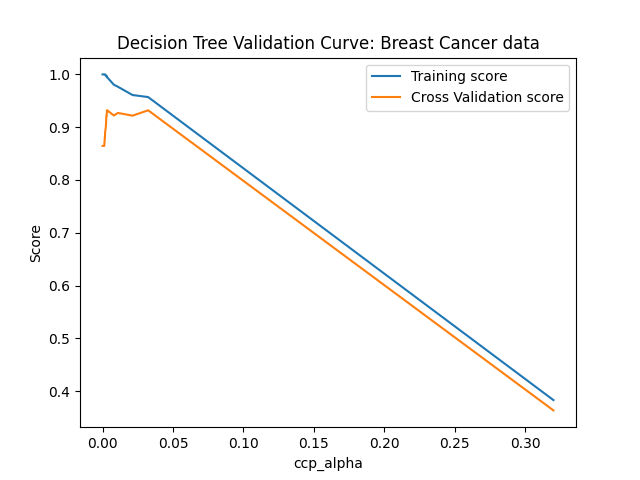 Decision Tree Validation Curve: Breast Cancer data
Training score
Cross Validation score
1.0
0.9
0.8
0.7
0.6
0.5
0.4
Score
0.00 0.05 0.10 0.15 0.20 0.25 0.30
ccp_alpha